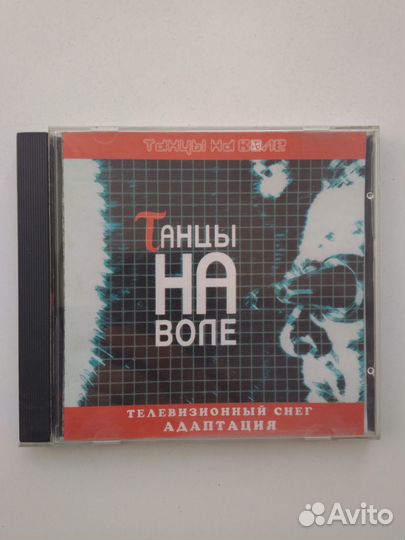 ТАНЦЫ НА ВОЛЕ
ТАНЦЫ
НА
ВОЛЕ
ТЕЛЕВИЗИОННЫЙ СНЕГ
АДАПТАЦИЯ
Avito